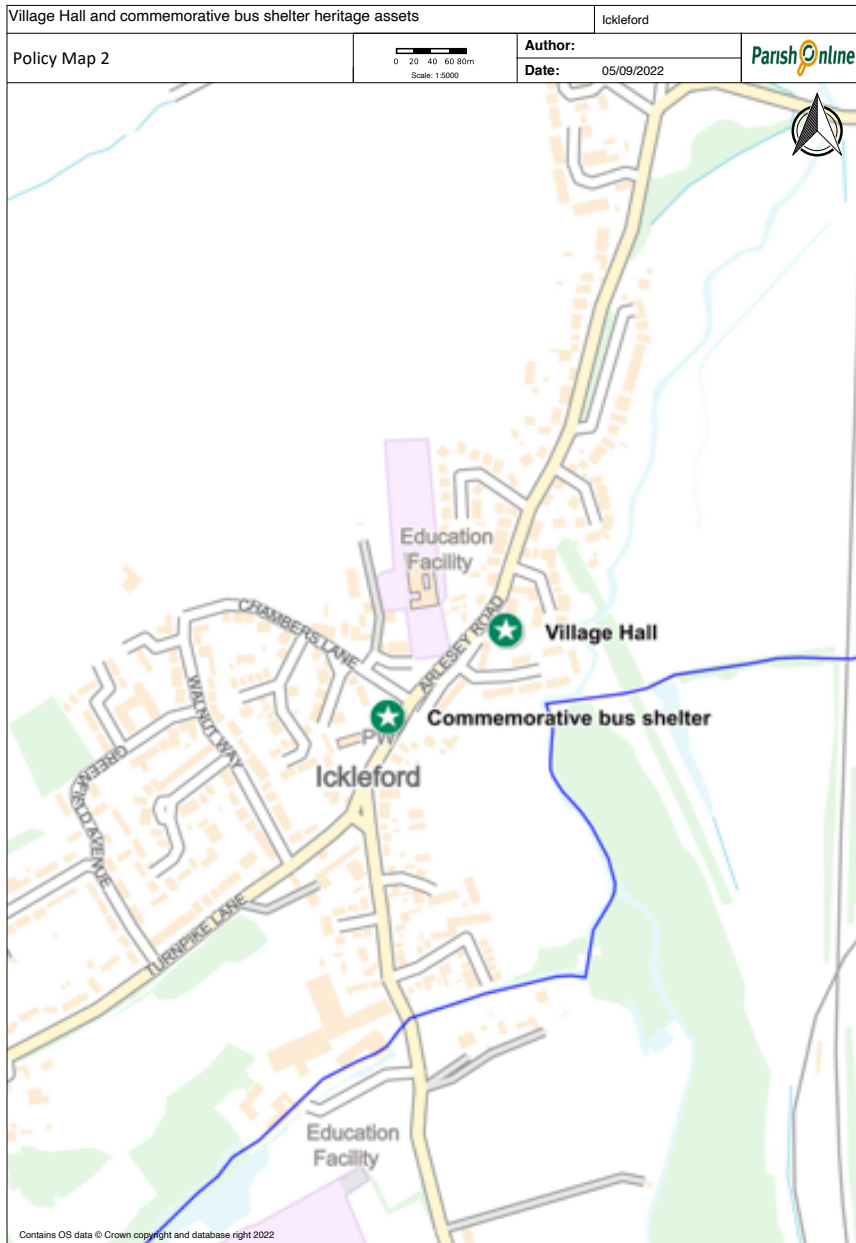 Village Hall and commemorative bus shelter heritage assets
Ickleford
Policy Map 2
0 20 40 60 80m
Scale: 1:5000
Author:
Date: 05/09/2022
Parish Online
Education
Facility
CHAMBERS LANE
ARLESEY ROAD
Village Hall
WALNUT WAY
Commemorative bus shelter
PW
GREENFIELD AVENUE
Ickleford
TURNPIKE LANE
Education
Facility
Contains OS data © Crown copyright and database right 2022